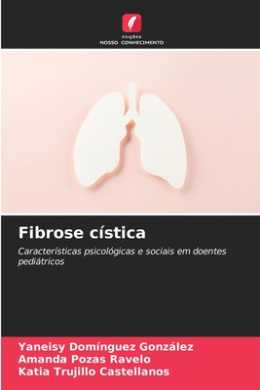 edições
NOSSO CONHECIMENTO
Fibrose cística
Características psicológicas e sociais em doentes
pediátricos
Yaneisy Domínguez González
Amanda Pozas Ravelo
Katia Trujillo Castellanos